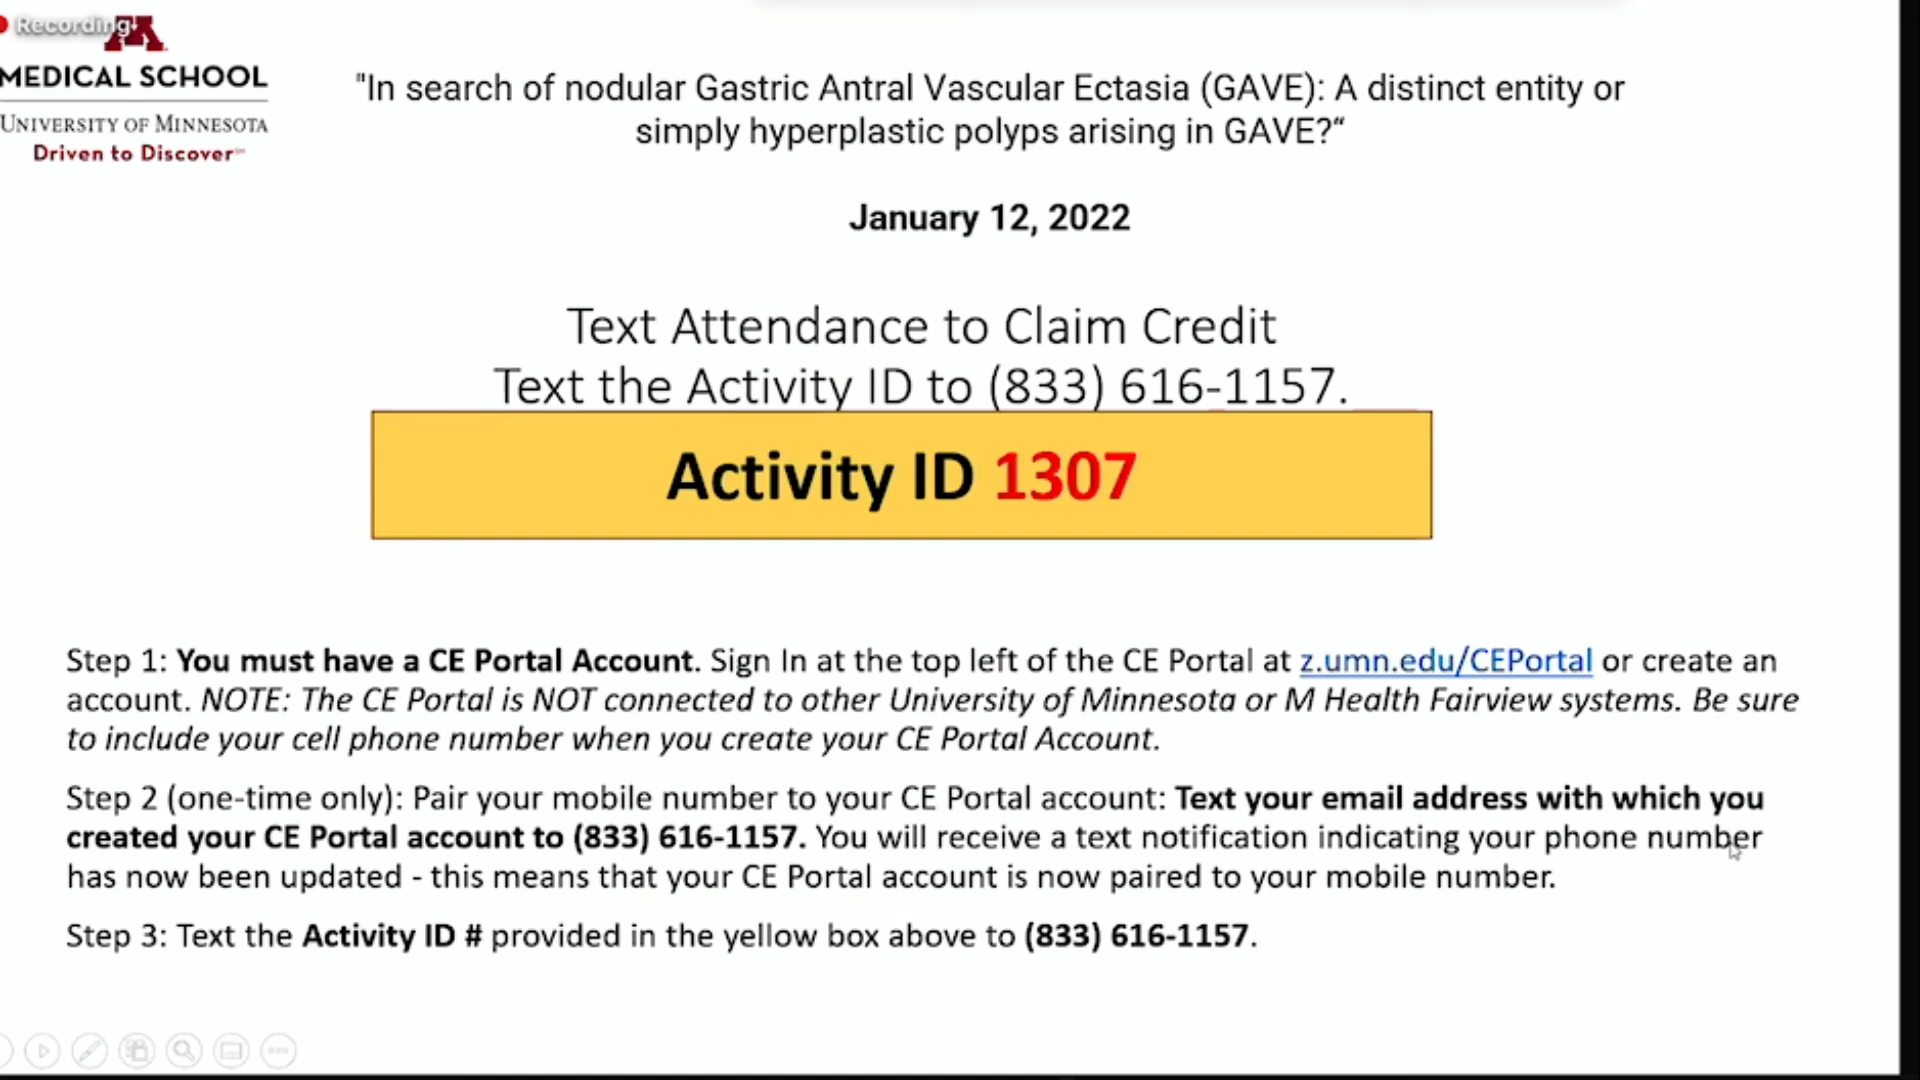 Recording
MEDICAL SCHOOL
UNIVERSITY OF MINNESOTA
Driven to Discover
"In search of nodular Gastric Antral Vascular Ectasia (GAVE): A distinct entity or
simply hyperplastic polyps arising in GAVE?“
January 12, 2022
Text Attendance to Claim Credit
Text the Activity ID to (833) 616-1157.
Activity ID 1307
Step 1: You must have a CE Portal Account. Sign In at the top left of the CE Portal at z.umn.edu/CEPortal or create an
account. NOTE: The CE Portal is NOT connected to other University of Minnesota or M Health Fairview systems. Be sure
to include your cell phone number when you create your CE Portal Account.
Step 2 (one-time only): Pair your mobile number to your CE Portal account: Text your email address with which you
created your CE Portal account to (833) 616-1157. You will receive a text notification indicating your phone number
has now been updated - this means that your CE Portal account is now paired to your mobile number.
Step 3: Text the Activity ID # provided in the yellow box above to (833) 616-1157.